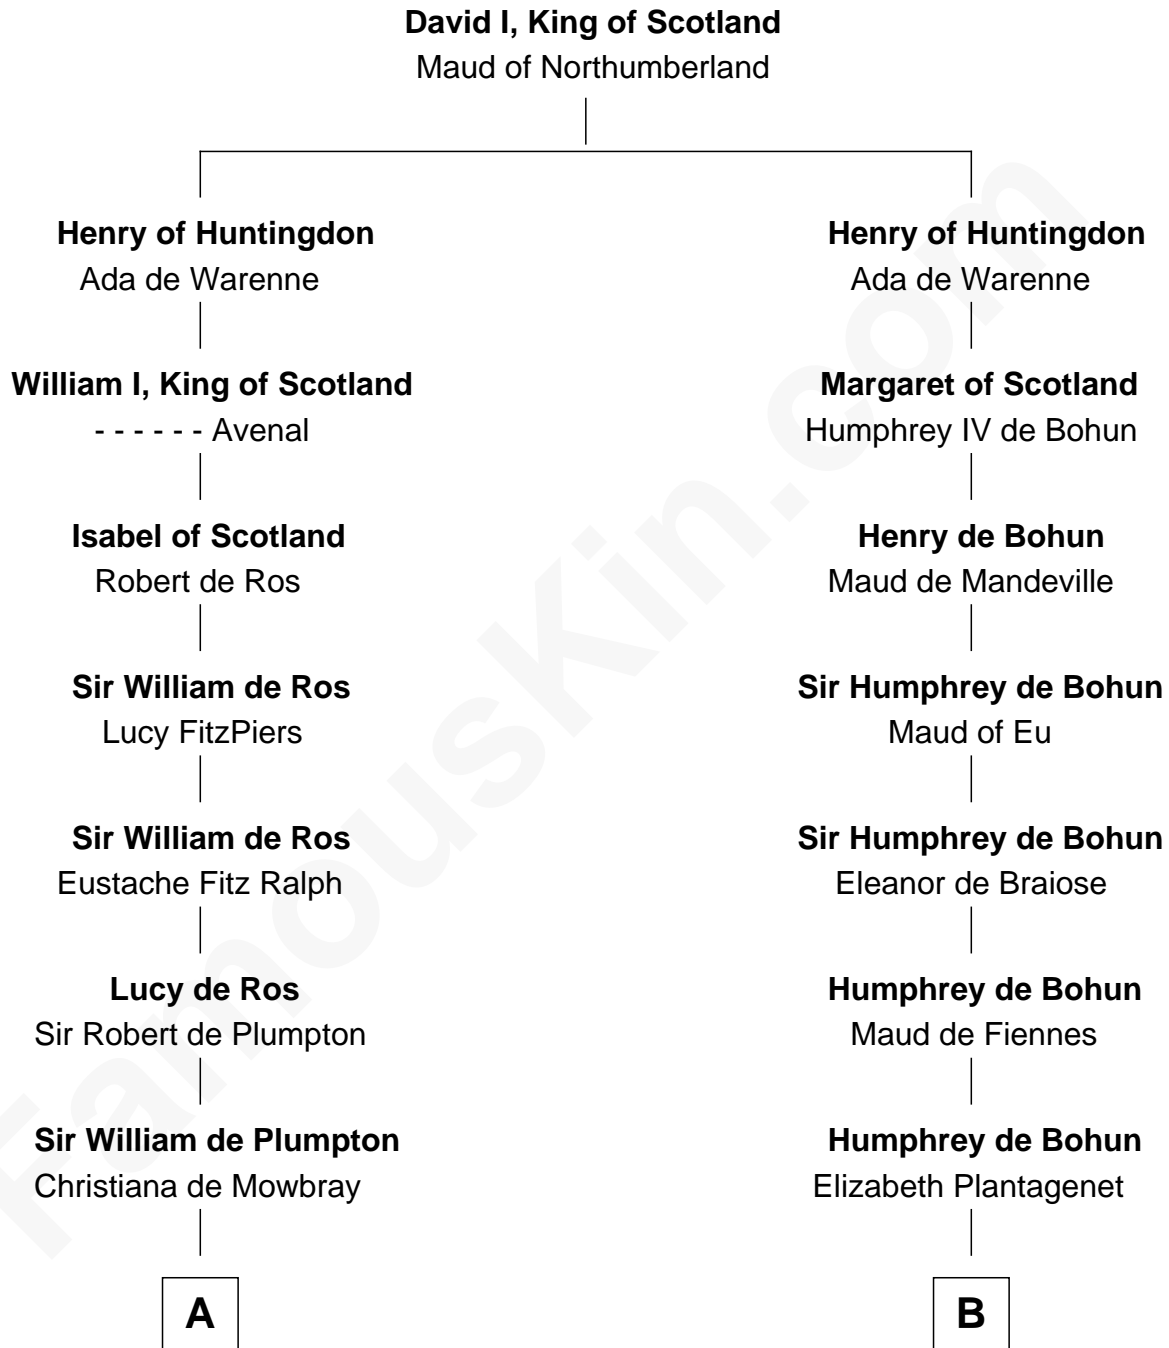 David I, King of Scotland
Maud of Northumberland
Henry of Huntingdon
Ada de Warenne
William I, King of Scotland
- - - - - - Avenal
Isabel of Scotland
Robert de Ros
Sir William de Ros
Lucy FitzPiers
Sir William de Ros
Eustache Fitz Ralph
Lucy de Ros
Sir Robert de Plumpton
Sir William de Plumpton
Christiana de Mowbray
A
Henry of Huntingdon
Ada de Warenne
Margaret of Scotland
Humphrey IV de Bohun
Henry de Bohun
Maud de Mandeville
Sir Humphrey de Bohun
Maud of Eu
Sir Humphrey de Bohun
Eleanor de Braiose
Humphrey de Bohun
Maud de Fiennes
Humphrey de Bohun
Elizabeth Plantagenet
B
FamousKin.com